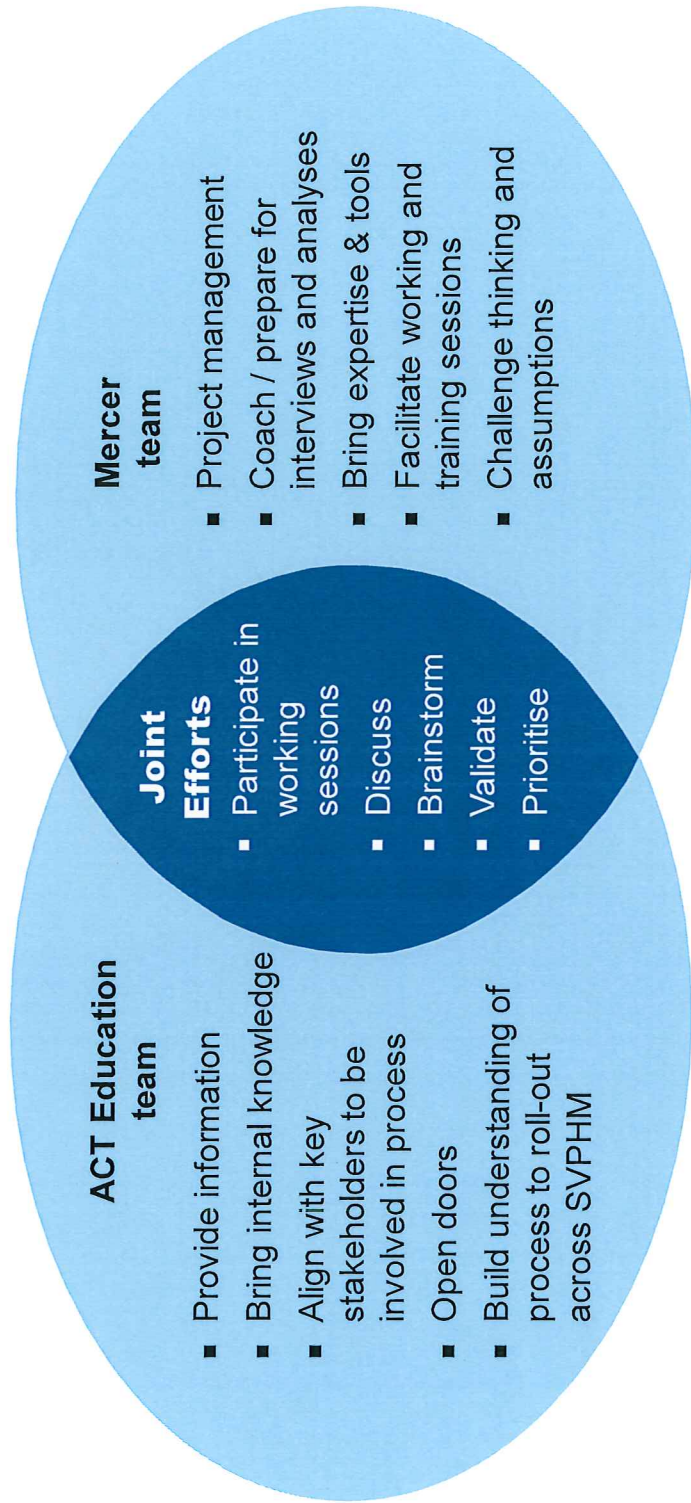 ACT Education
team
▪ Provide information
▪ Bring internal knowledge
▪ Align with key
stakeholders to be
involved in process
▪ Open doors
▪ Build understanding of
process to roll-out
across SVPHM
Joint
Efforts
▪ Participate in
working
sessions
▪ Discuss
▪ Brainstorm
▪ Validate
▪ Prioritise
Mercer
team
▪ Project management
▪ Coach / prepare for
interviews and analyses
▪ Bring expertise & tools
▪ Facilitate working and
training sessions
▪ Challenge thinking and
assumptions